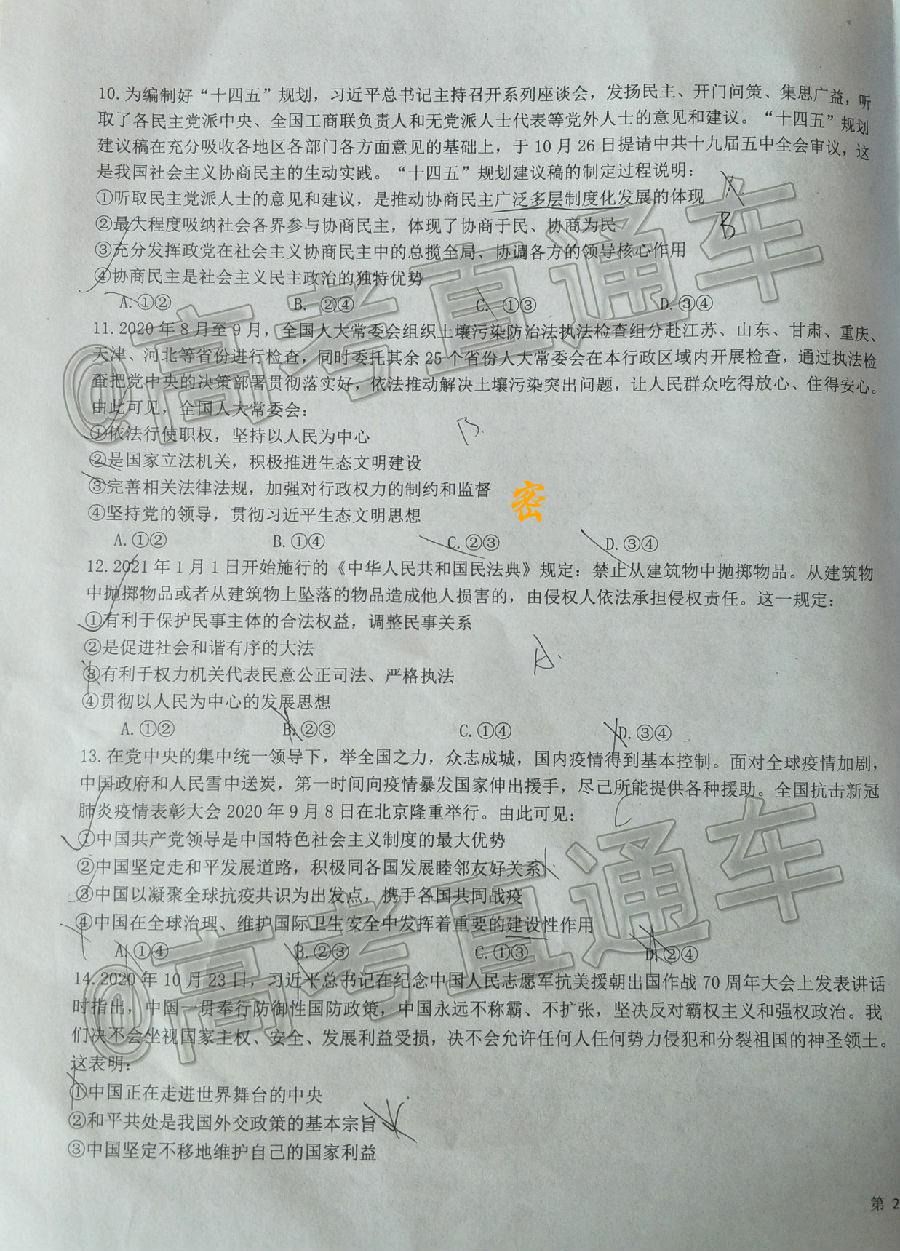 10.为编制好“十四五”规划，习近平总书记主持召开系列座谈会，发扬民主、开门问策、集思广益，听
取了各民主党派中央、全国工商联负责人和无党派人士代表等党外人士的意见和建议。“十四五”规划
建议稿在充分吸收各地区各部门各方面意见的基础上，于10月26日提请中共十九届五中全会审议，这
是我国社会主义协商民主的生动实践。“十四五”规划建议稿的制定过程说明：
①听取民主党派人士的意见和建议，是推动协商民主广泛多层制度化发展的体现
②最大程度吸纳社会各界参与协商民主，体现了协商于民、协商为民
B
③充分发挥政党在社会主义协商民主中的总揽全局、协调各方的领导核心作用
④协商民主是社会主义民主政治的独特优势
A.①② B.②④ C.①③ D.③④
11.2020年8月至9月，全国人大常委会组织土壤污染防治法执法检查组分赴江苏、山东、甘肃、重庆、
天津、河北等省份进行检查，同时委托其余25个省份人大常委会在本行政区域内开展检查，通过执法检
查把党中央的决策部署贯彻落实好，依法推动解决土壤污染突出问题，让人民群众吃得放心、住得安心。
由此可见，全国人大常委会：
①依法行使职权，坚持以人民为中心
B.
②是国家立法机关，积极推进生态文明建设
③完善相关法律法规，加强对行政权力的制约和监督
密
④坚持党的领导，贯彻习近平生态文明思想
A.①② B.①④ C.②③ D.③④
12.2021年1月1日开始施行的《中华人民共和国民法典》规定：禁止从建筑物中抛掷物品。从建筑物
中抛掷物品或者从建筑物上坠落的物品造成他人损害的，由侵权人依法承担侵权责任。这一规定：
①有利于保护民事主体的合法权益，调整民事关系
②是促进社会和谐有序的大法
③有利于权力机关代表民意公正司法、严格执法
④贯彻以人民为中心的发展思想
A.①② B.②③ C.①④ D.③④
13.在党中央的集中统一领导下，举全国之力，众志成城，国内疫情得到基本控制。面对全球疫情加剧，
中国政府和人民雪中送炭，第一时间向疫情暴发国家伸出援手，尽己所能提供各种援助。全国抗击新冠
肺炎疫情表彰大会2020年9月8日在北京隆重举行。由此可见：
C
①中国共产党领导是中国特色社会主义制度的最大优势
②中国坚定走和平发展道路，积极同各国发展睦邻友好关系
③中国以凝聚全球抗疫共识为出发点，携手各国共同战疫
④中国在全球治理、维护国际卫生安全中发挥着重要的建设性作用
A.①④ B.②③ C.①③ D.②④
14.2020年10月23日，习近平总书记在纪念中国人民志愿军抗美援朝出国作战70周年大会上发表讲话
时指出，中国一贯奉行防御性国防政策，中国永远不称霸、不扩张，坚决反对霸权主义和强权政治。我
们决不会坐视国家主权、安全、发展利益受损，决不会允许任何人任何势力侵犯和分裂祖国的神圣领土。
这表明：
①中国正在走进世界舞台的中央
②和平共处是我国外交政策的基本宗旨
③中国坚定不移地维护自己的国家利益
第 2
@高考直通车
@高考直通车